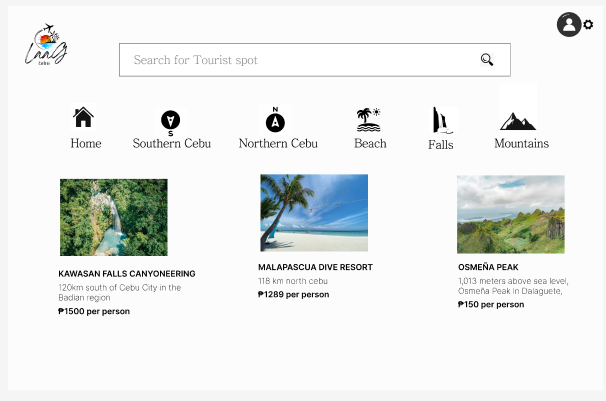 LaaG
cebu
Search for Tourist spot
Home
S
Southern Cebu
N
Northern Cebu
Beach
Falls
Mountains
KAWASAN FALLS CANYONEERING
120km south of Cebu City in the
Badian region
₱1500 per person
MALAPASCUA DIVE RESORT
118 km north cebu
₱1289 per person
OSMEÑA PEAK
1,013 meters above sea level,
Osmeña Peak in Dalaguete,
₱150 per person